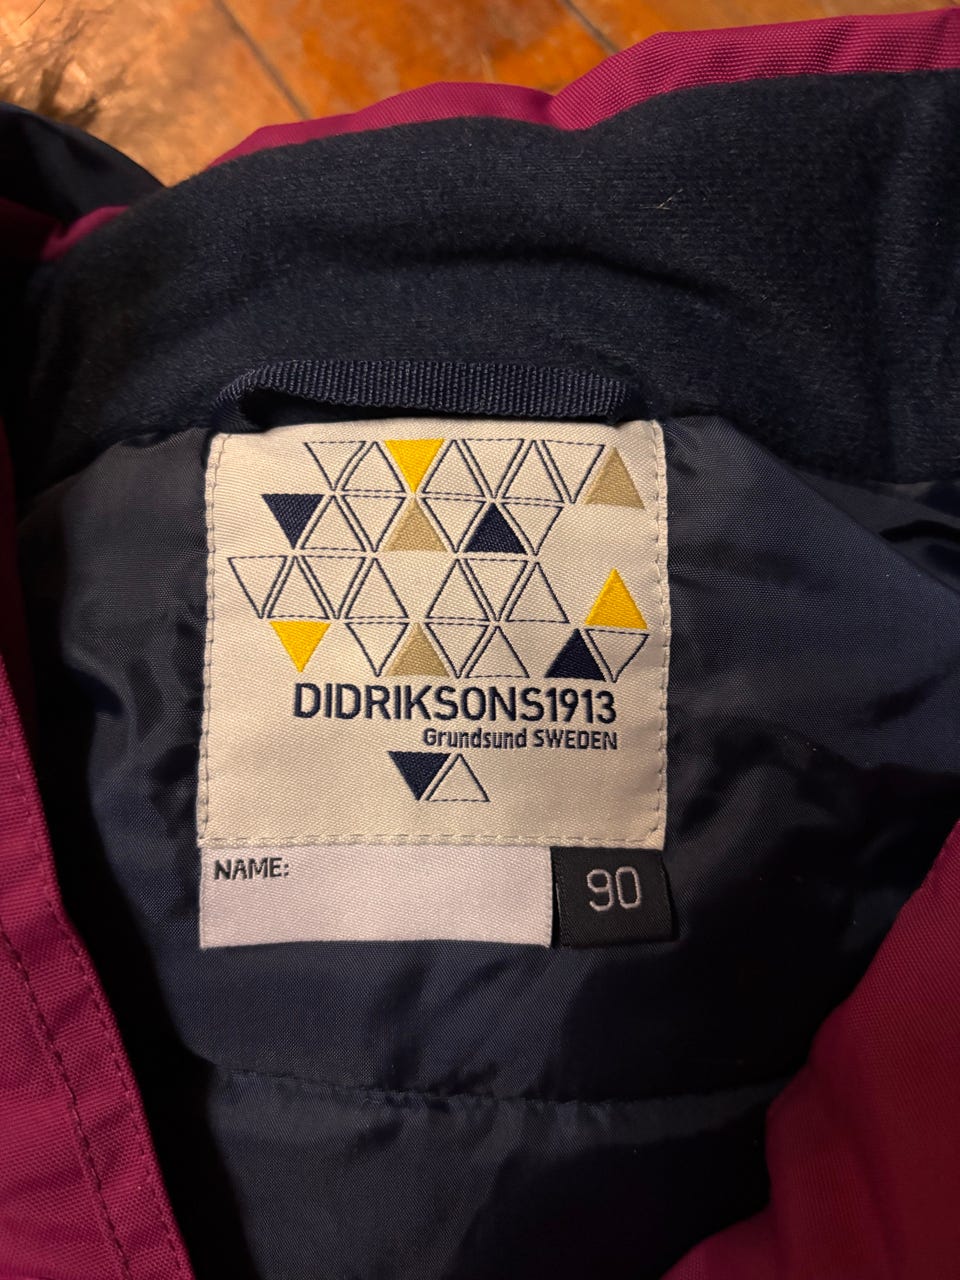 DIDRIKSONS1913
Grundsund SWEDEN
NAME:
90